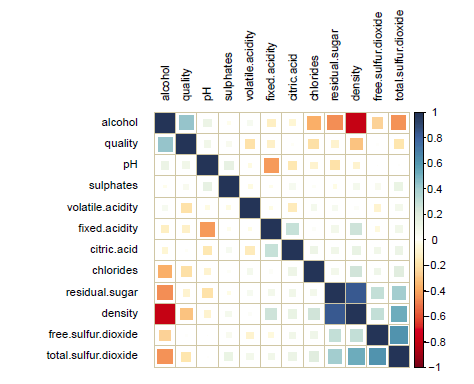 alcohol
quality
pH
sulphates
volatile.acidity
fixed.acidity
citric.acid
chlorides
residual.sugar
density
free.sulfur.dioxide
total.sulfur.dioxide
alcohol
quality
pH
sulphates
volatile.acidity
fixed.acidity
citric.acid
chlorides
residual.sugar
density
free.sulfur.dioxide
total.sulfur.dioxide
1
0.8
0.6
0.4
0.2
0
-0.2
-0.4
-0.6
-0.8
-1